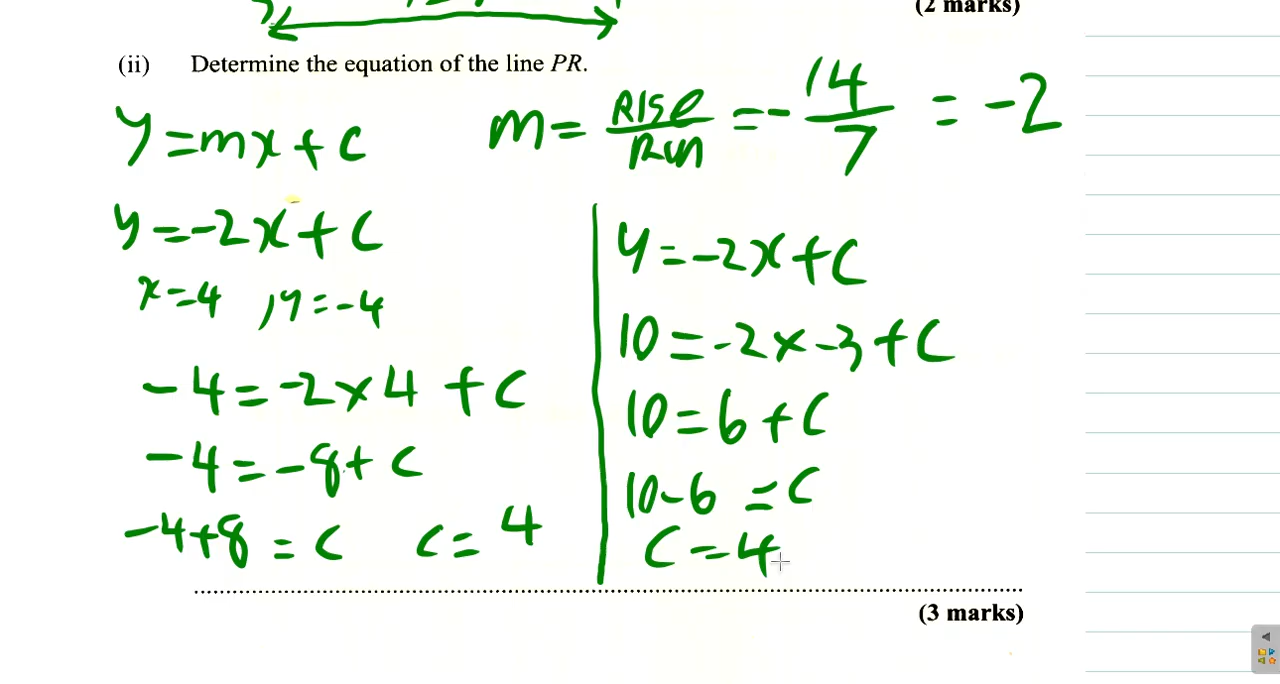 (2 marks)
(ii) Determine the equation of the line PR.
y = mx + c
m = Rise/Run = -14/7 = -2
y = -2x + c
x = 4 , y = -4
-4 = -2 x 4 + c
-4 = -8 + c
-4+8 = c c = 4
y = -2x + c
10 = -2 x -3 + c
10 = 6 + c
10-6 = c
c = 4
(3 marks)